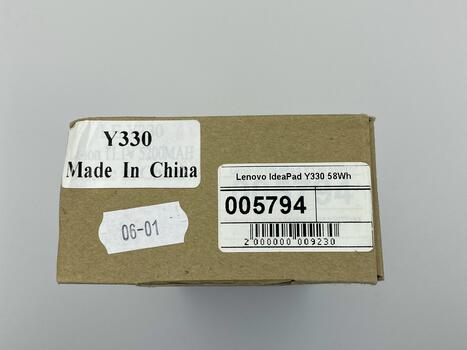 Y330
Made In China
06-01
Lenovo IdeaPad Y330 58Wh
005794
2 000000 009230